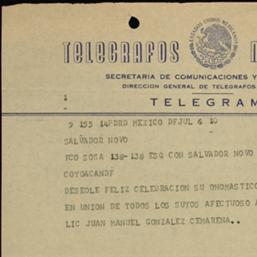 TELEGRAFOS N
SECRETARIA DE COMUNICACIONES Y
DIRECCION GENERAL DE TELEGRAFOS
TELEGRAM
1
9 155 14PDRD MEXICO DFJUL 6 10
SALVADOR NOVO
FCO SOSA 138-138 ESQ CON SALVADOR NOVO
COYOACANDF
DESEOLE FELIZ CELEBRACION SU ONOMASTICO
EN UNION DE TODOS LOS SUYOS AFECTUOSO A
LIC JUAN MANUEL GONZALEZ CEMARENA..